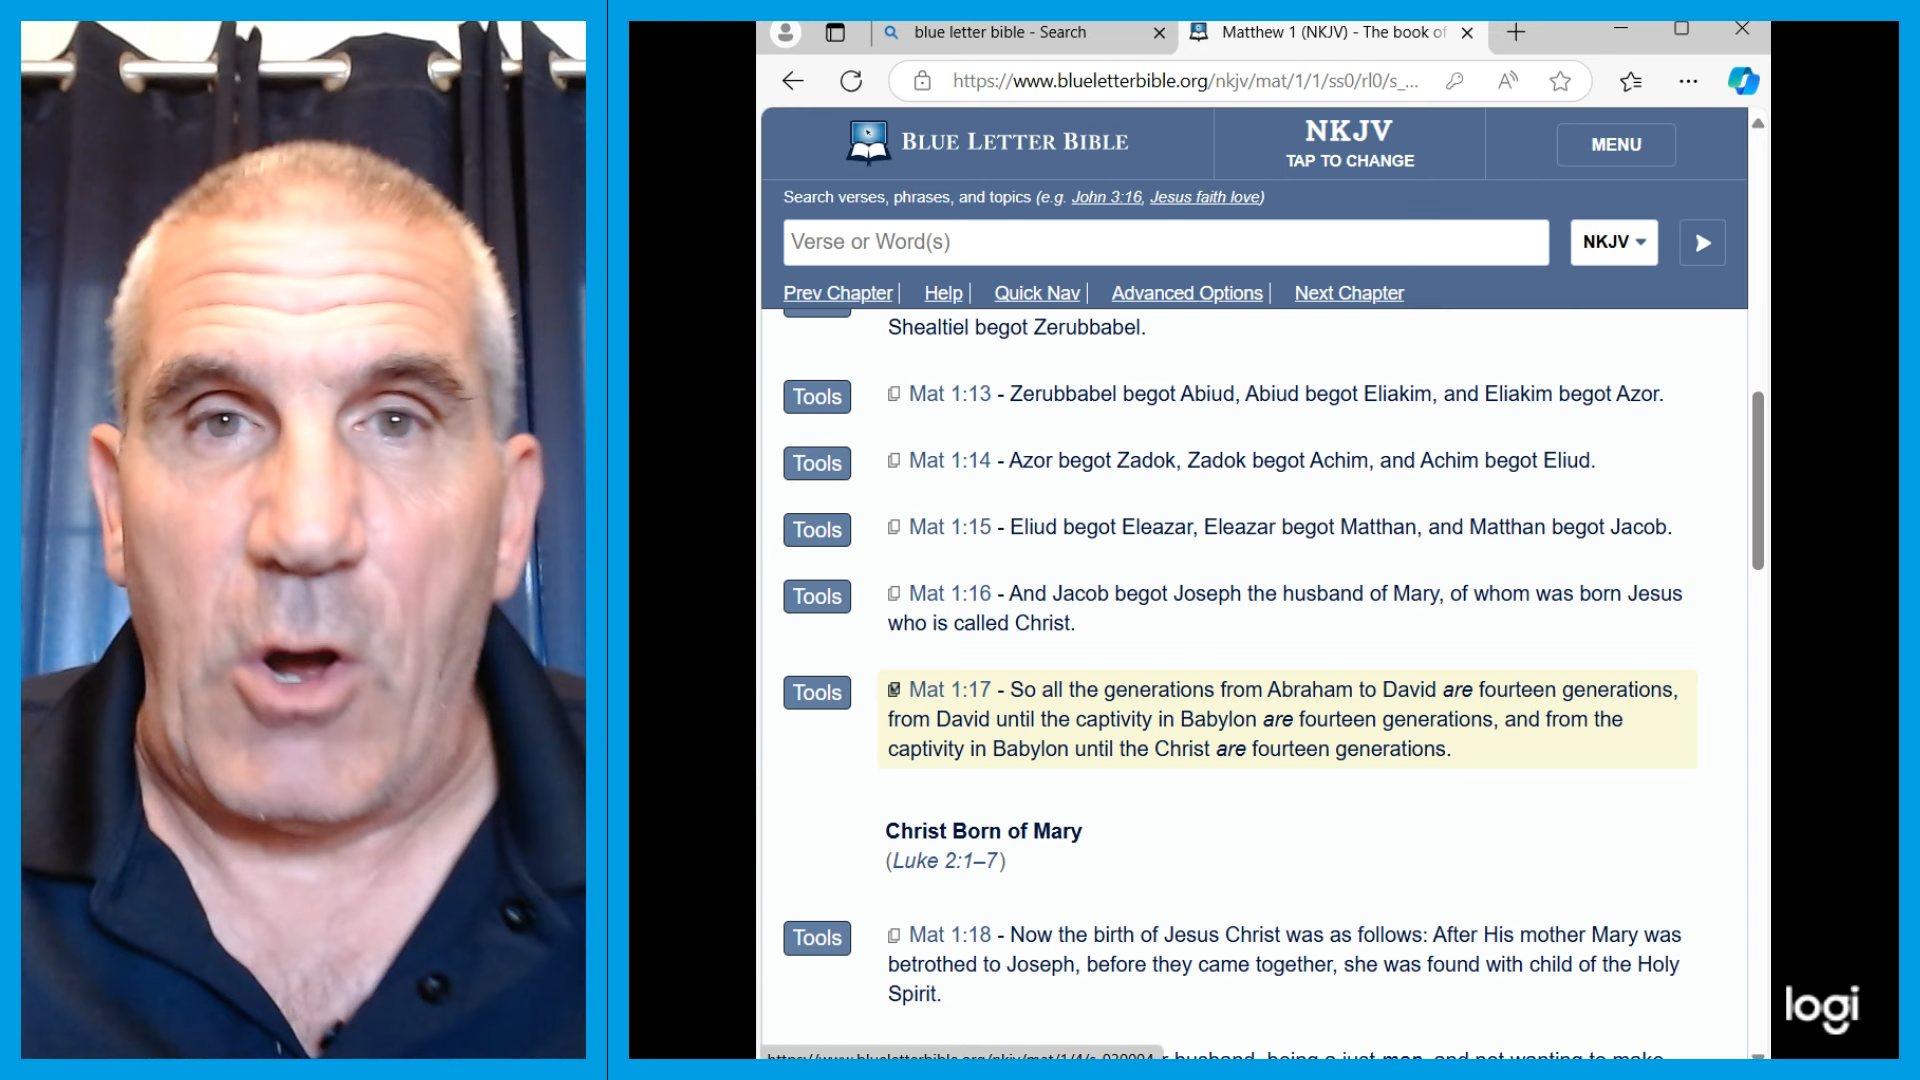 blue letter bible - Search
Matthew 1 (NKJV) - The book of
https://www.blueletterbible.org/nkjv/mat/1/1/ss0/rl0/s_...
BLUE LETTER BIBLE
NKJV
TAP TO CHANGE
MENU
Search verses, phrases, and topics (e.g. John 3:16, Jesus faith love)
Verse or Word(s)
NKJV
Prev Chapter | Help | Quick Nav | Advanced Options | Next Chapter
Shealtiel begot Zerubbabel.
Tools Mat 1:13 - Zerubbabel begot Abiud, Abiud begot Eliakim, and Eliakim begot Azor.
Tools Mat 1:14 - Azor begot Zadok, Zadok begot Achim, and Achim begot Eliud.
Tools Mat 1:15 - Eliud begot Eleazar, Eleazar begot Matthan, and Matthan begot Jacob.
Tools Mat 1:16 - And Jacob begot Joseph the husband of Mary, of whom was born Jesus
who is called Christ.
Tools Mat 1:17 - So all the generations from Abraham to David are fourteen generations,
from David until the captivity in Babylon are fourteen generations, and from the
captivity in Babylon until the Christ are fourteen generations.
Christ Born of Mary
(Luke 2:1–7)
Tools Mat 1:18 - Now the birth of Jesus Christ was as follows: After His mother Mary was
betrothed to Joseph, before they came together, she was found with child of the Holy
Spirit.
husband, being a just man, and not wanting to make
logi